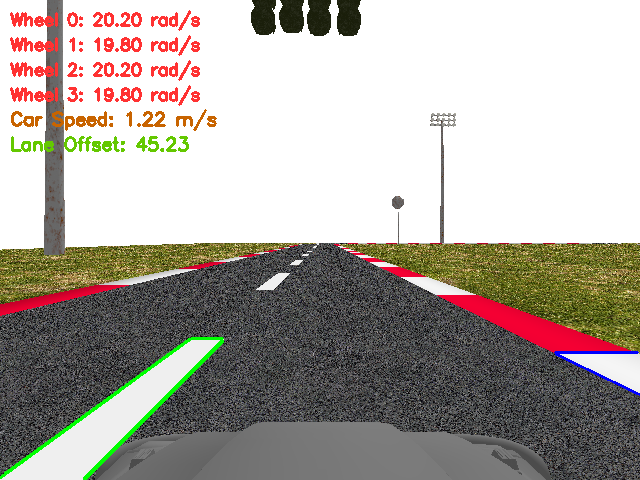 Wheel 0: 20.20 rad/s
Wheel 1: 19.80 rad/s
Wheel 2: 20.20 rad/s
Wheel 3: 19.80 rad/s
Car Speed: 1.22 m/s
Lane Offset: 45.23